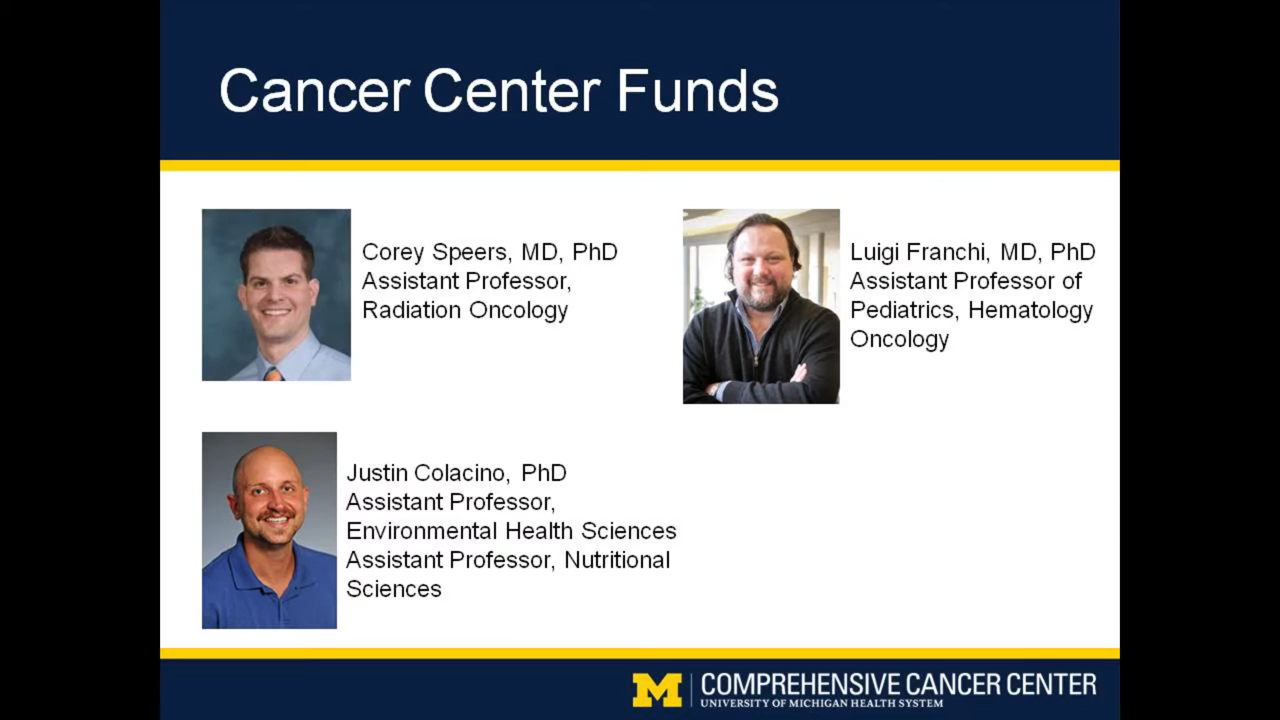 Cancer Center Funds
Corey Speers, MD, PhD
Assistant Professor,
Radiation Oncology
Luigi Franchi, MD, PhD
Assistant Professor of
Pediatrics, Hematology
Oncology
Justin Colacino, PhD
Assistant Professor,
Environmental Health Sciences
Assistant Professor, Nutritional
Sciences
M
COMPREHENSIVE CANCER CENTER
UNIVERSITY OF MICHIGAN HEALTH SYSTEM